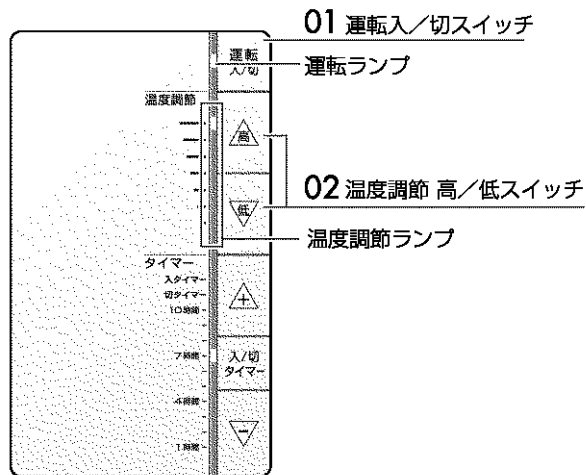 01 運転入／切スイッチ
運転
入/切
運転ランプ
温度調節
高
02 温度調節 高／低スイッチ
低
温度調節ランプ
タイマー
入タイマー
切タイマー
10時間
+
7時間
入/切
タイマー
4時間
−
1時間